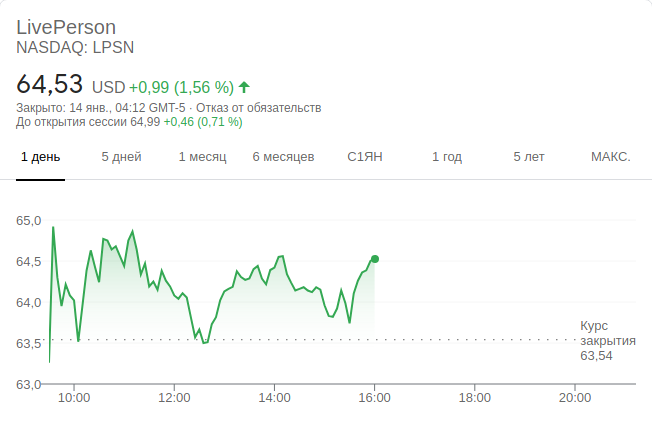 LivePerson
NASDAQ: LPSN
64,53 USD +0,99 (1,56 %)
Закрыто: 14 янв., 04:12 GMT-5 · Отказ от обязательств
До открытия сессии 64,99 +0,46 (0,71 %)
1 день 5 дней 1 месяц 6 месяцев С1ЯН 1 год 5 лет МАКС.
65,0
64,5
64,0
63,5
63,0
Курс
закрытия
63,54
10:00 12:00 14:00 16:00 18:00 20:00